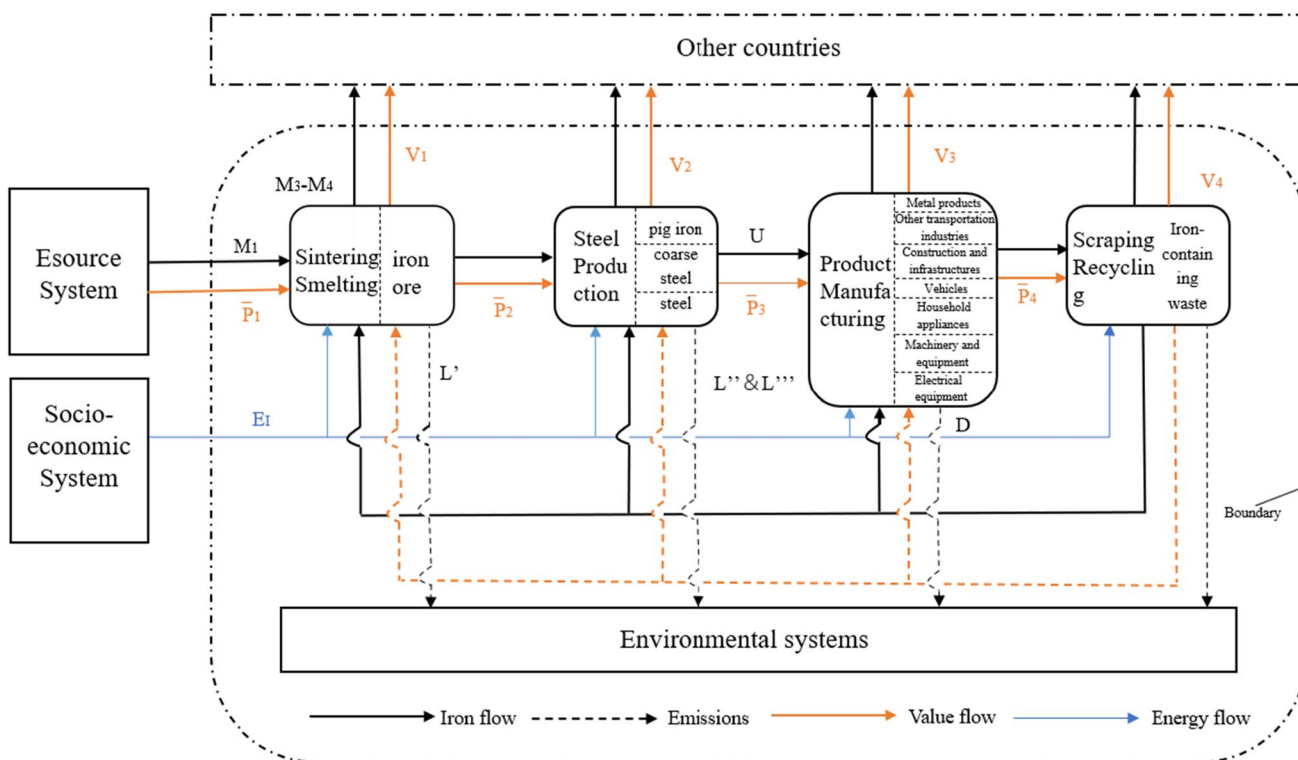 Other countries
V1
V2
V3
V4
M3-M4
Esource
System
M1
P̅1
Sintering
Smelting
iron
ore
P̅2
Steel
Produ
ction
pig iron
coarse
steel
steel
U
P̅3
Product
Manufa
cturing
Metal products
Other transportation
industries
Construction and
infrastructures
Vehicles
Household
appliances
Machinery and
equipment
Electrical
equipment
P̅4
Scraping
Recyclin
g
Iron-
contain
ing
waste
L’
L’’&L’’’
D
Socio-
economic
System
EI
Boundary
Environmental systems
Iron flow
Emissions
Value flow
Energy flow